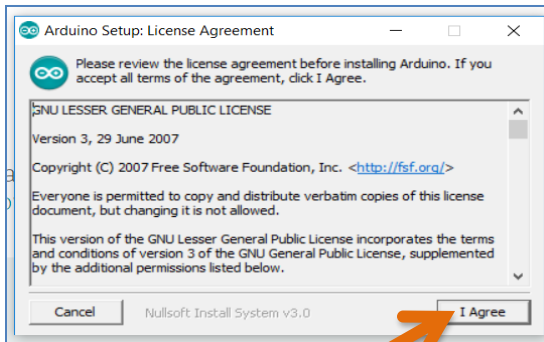 Arduino Setup: License Agreement
Please review the license agreement before installing Arduino. If you
accept all terms of the agreement, click I Agree.
GNU LESSER GENERAL PUBLIC LICENSE
Version 3, 29 June 2007
Copyright (C) 2007 Free Software Foundation, Inc. <http://fsf.org/>
Everyone is permitted to copy and distribute verbatim copies of this license
document, but changing it is not allowed.
This version of the GNU Lesser General Public License incorporates the terms
and conditions of version 3 of the GNU General Public License, supplemented
by the additional permissions listed below.
Cancel
Nullsoft Install System v3.0
I Agree